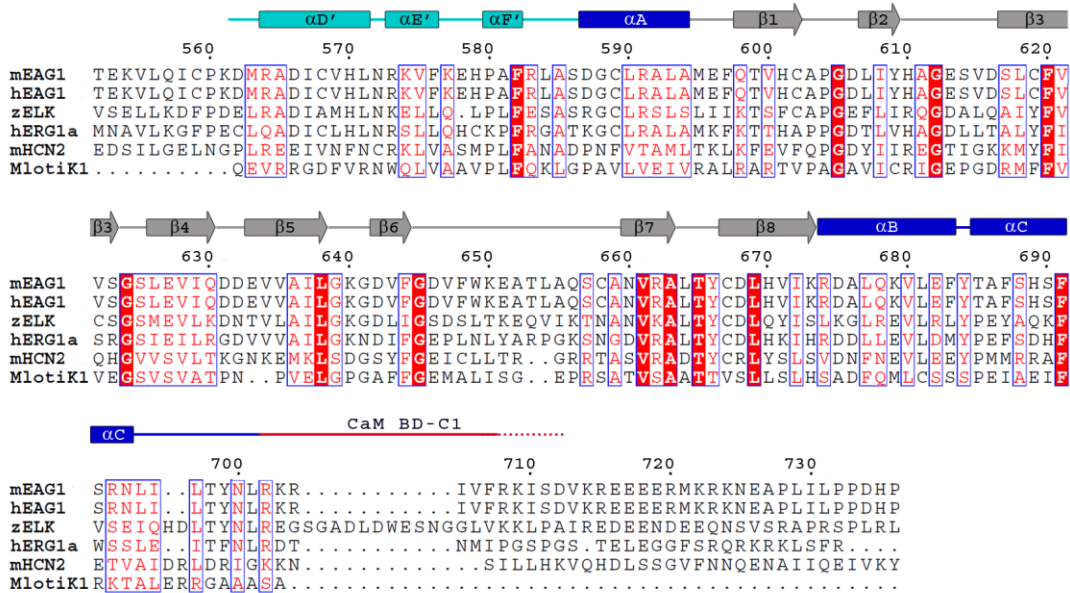 αD' αE' αF' αA β1 β2 β3
560 570 580 590 600 610 620
mEAG1 TEKVLQICPKDMRADICVHLNRKVFKEHPAFRLASDGCLRALAMEFQTVHCAPGDLIYHAGESVDSLCFV
hEAG1 TEKVLQICPKDMRADICVHLNRKVFKEHPAFRLASDGCLRALAMEFQTVHCAPGDLIYHAGESVDSLCFV
zELK VSELLKDFPDELRADIAMHLNKELLQ.LPLFESASRGCLRSLSLIIKTSFCAPGEFLIRQGDALQAIYFV
hERG1a MNAVLKGFPECLQADICLHLNRSLLQHCKPFRGATKGCLRALAMKFKTTHAPPGDTLVHAGDLLTALYFI
mHCN2 EDSILGELNGPLREEIVNFNCRKLVASMPLFANADPNFVTAMLTKLKFEVFQPGDYIIREGTIGKKMYFI
MlotiK1 ..........QEVRRGDFVRNWQLVAAVPLFQKLGPAVLVEIVRALRARTVPAGAVICRIGEPGDRMFFV
β3 β4 β5 β6 β7 β8 αB αC
630 640 650 660 670 680 690
mEAG1 VSGSLEVIQDDEVVAILGKGDVFGDVFWKEATLAQSCANVRALTYCDLHVIKRDALQKVLEFYTAFSHSF
hEAG1 VSGSLEVIQDDEVVAILGKGDVFGDVFWKEATLAQSCANVRALTYCDLHVIKRDALQKVLEFYTAFSHSF
zELK CSGSMEVLKDNTVLAILGKGDLIGSDSLTKEQVIKTNANVKALTYCDLQYISLKGLREVLRLYPEYAQKF
hERG1a SRGSIEILRGDVVVAILGKNDIFGEPLNLYARPGKSNGDVRALTYCDLHKIHRDDLLEVLDMYPEFSDHF
mHCN2 QHGVVSVLTKGNKEMKLSDGSYFGEICLLTR..GRRTASVRADTYCRLYSLSVDNFNEVLEEYPMMRRAF
MlotiK1 VEGSVSVATPN..PVELGPGAFFGEMALISG..EPRSATVSAATTVSLLSLHSADFQMLCSSSPEIAEIF
αC CaM BD-C1
700 710 720 730
mEAG1 SRNLI..LTYNLRKR..........IVFRKISDVKREEEERMKRKNEAPLILPPDHP
hEAG1 SRNLI..LTYNLRKR..........IVFRKISDVKREEEERMKRKNEAPLILPPDHP
zELK VSEIQHDLTYNLREGSGADLDWESNGGLVKKLPAIREDEENDEEQNSVSRAPRSPLRL
hERG1a WSSLE..ITFNLRDT..........NMIPGSPGS.TELEGGFSRQRKRKLSFR....
mHCN2 ETVAIDRLDRIGKKN..........SILLHKVQHDLSSGVFNNQENAIIQEIVKY
MlotiK1 RKTALERRGAAASA...........................................